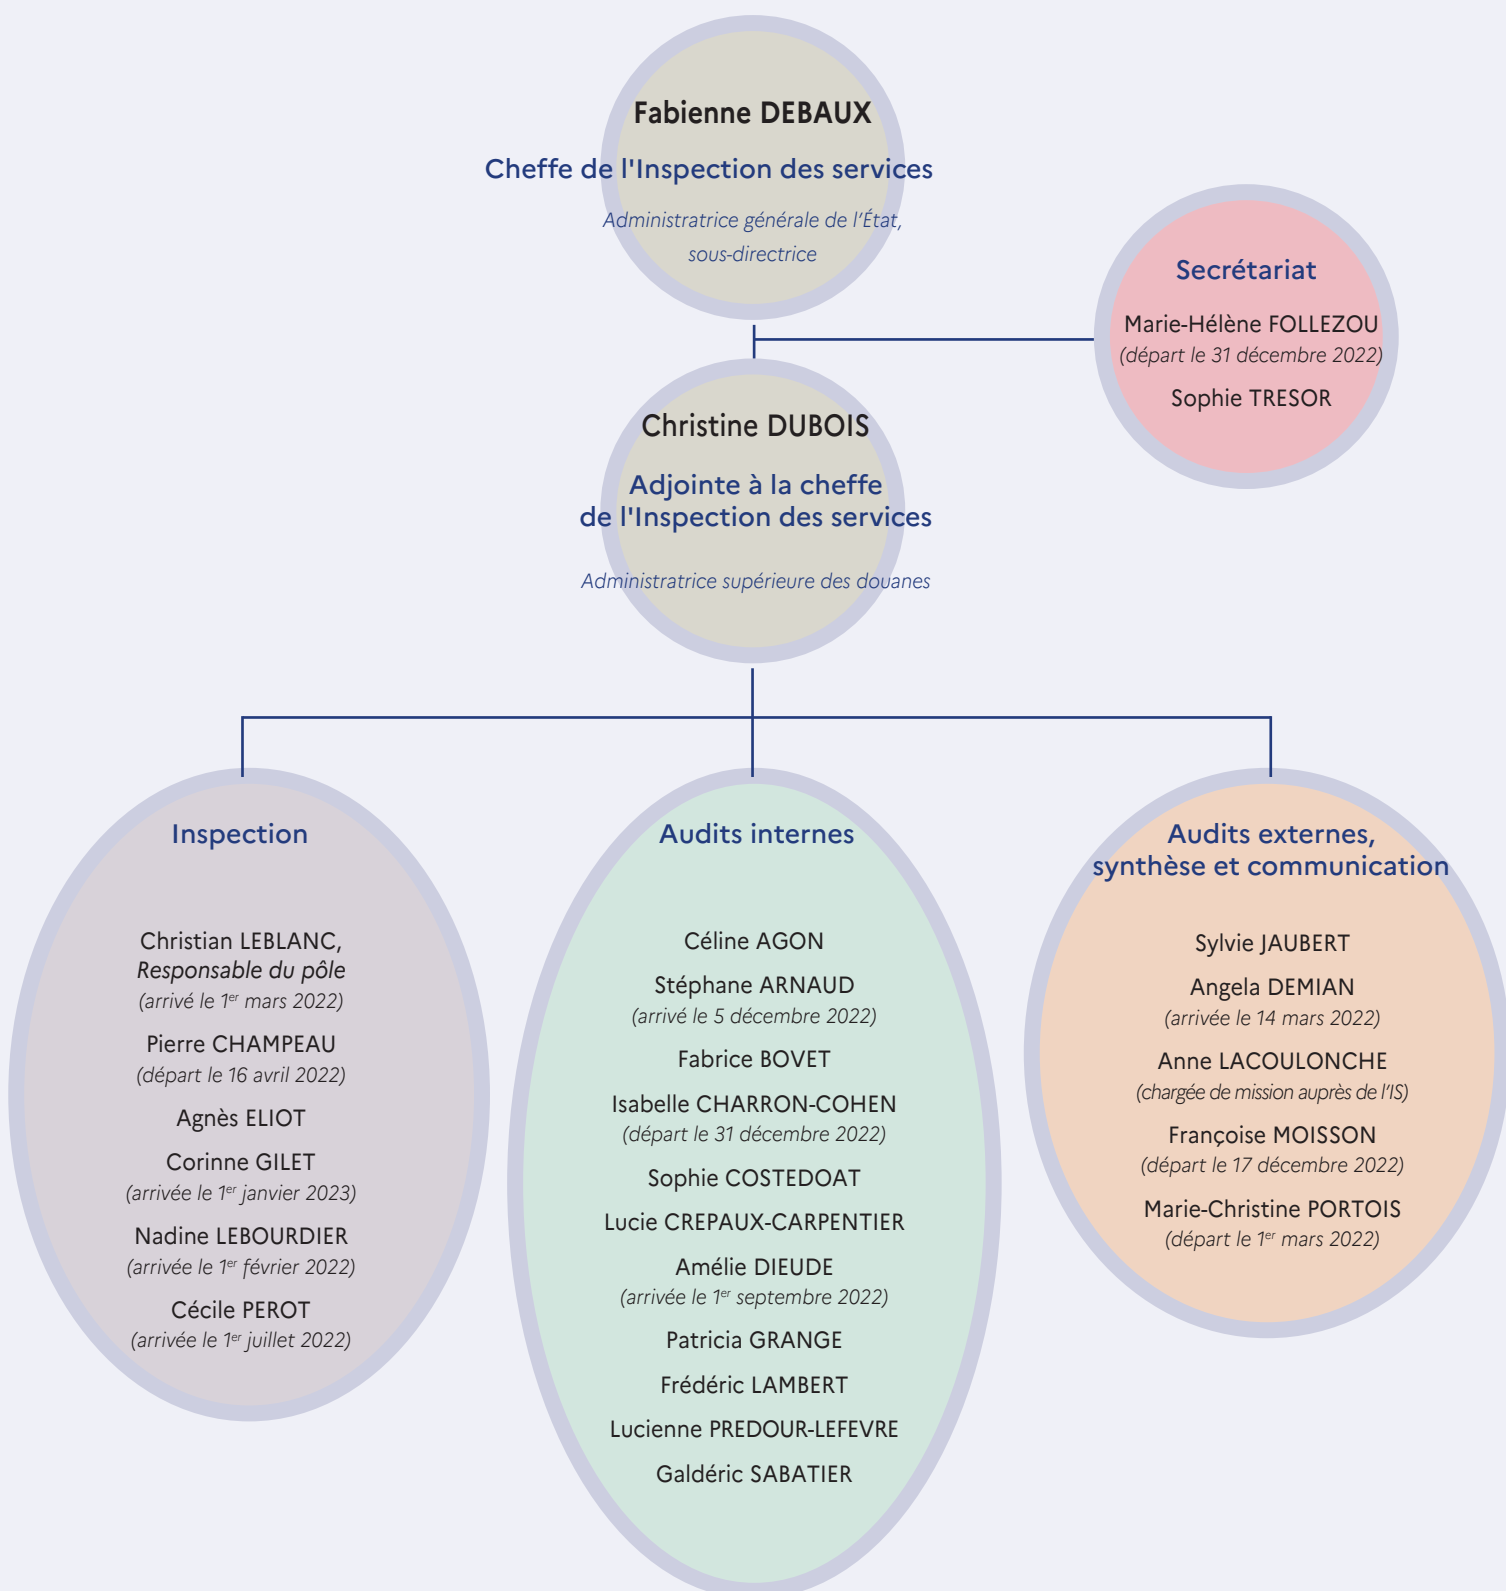 Fabienne DEBAUX
Cheffe de l'Inspection des services
Administratrice générale de l'État,
sous-directrice
Secrétariat
Marie-Hélène FOLLEZOU
(départ le 31 décembre 2022)
Sophie TRESOR
Christine DUBOIS
Adjointe à la cheffe
de l'Inspection des services
Administratrice supérieure des douanes
Inspection
Christian LEBLANC,
Responsable du pôle
(arrivé le 1er mars 2022)
Pierre CHAMPEAU
(départ le 16 avril 2022)
Agnès ELIOT
Corinne GILET
(arrivée le 1er janvier 2023)
Nadine LEBOURDIER
(arrivée le 1er février 2022)
Cécile PEROT
(arrivée le 1er juillet 2022)
Audits internes
Céline AGON
Stéphane ARNAUD
(arrivé le 5 décembre 2022)
Fabrice BOVET
Isabelle CHARRON-COHEN
(départ le 31 décembre 2022)
Sophie COSTEDOAT
Lucie CREPAUX-CARPENTIER
Amélie DIEUDE
(arrivée le 1er septembre 2022)
Patricia GRANGE
Frédéric LAMBERT
Lucienne PREDOUR-LEFEVRE
Galdéric SABATIER
Audits externes,
synthèse et communication
Sylvie JAUBERT
Angela DEMIAN
(arrivée le 14 mars 2022)
Anne LACOULONCHE
(chargée de mission auprès de l'IS)
Françoise MOISSON
(départ le 17 décembre 2022)
Marie-Christine PORTOIS
(départ le 1er mars 2022)